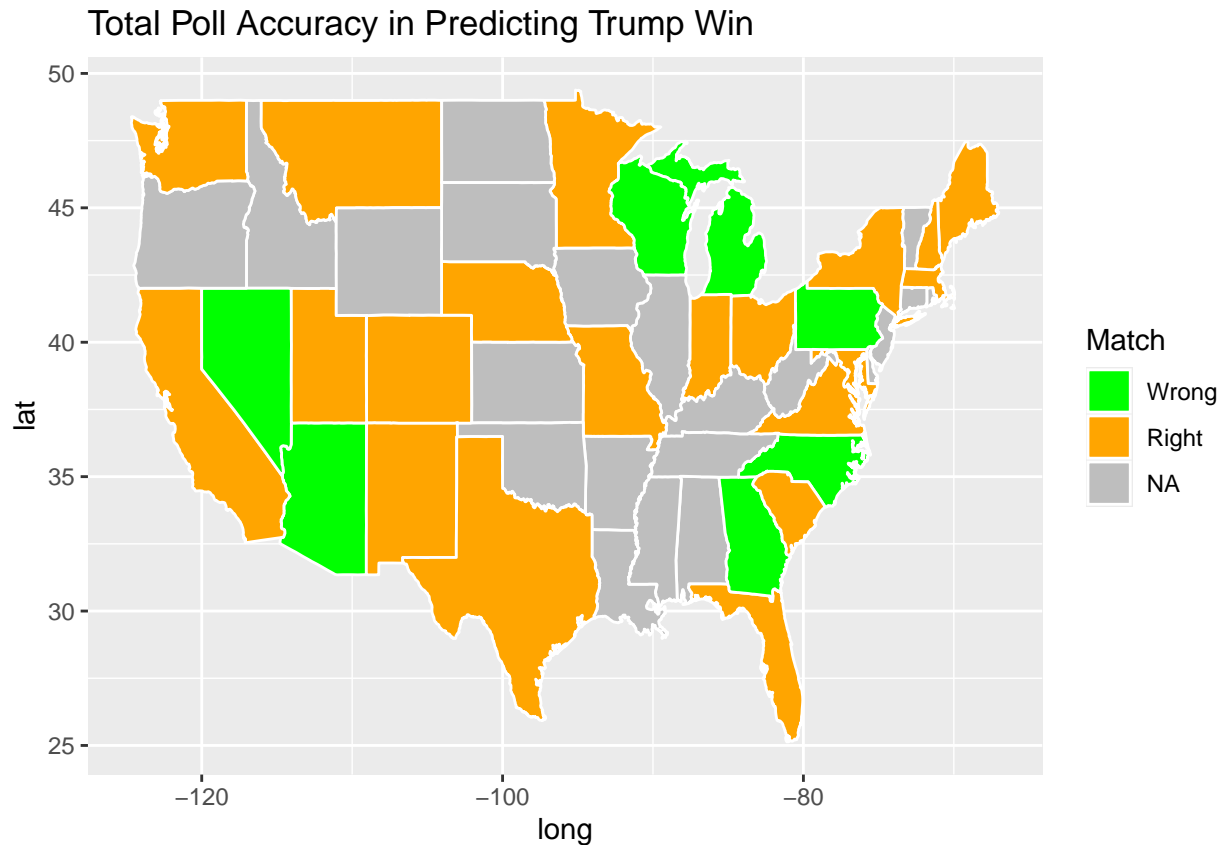 Total Poll Accuracy in Predicting Trump Win
50
45
40
35
30
25
lat
−120
−100
−80
long
Match
Wrong
Right
NA